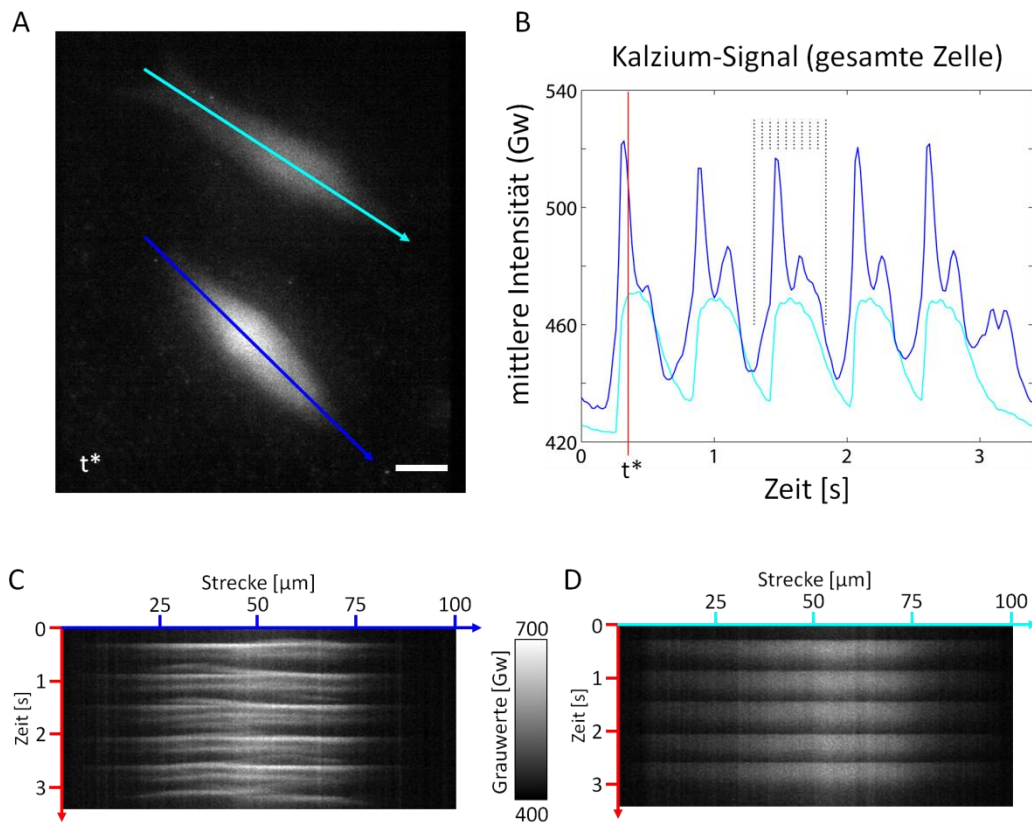 A
t*
B
Kalzium-Signal (gesamte Zelle)
mittlere Intensität (Gw)
540
500
460
420
0
1
2
3
t*
Zeit [s]
C
Strecke [µm]
25
50
75
100
0
1
2
3
Zeit [s]
700
Grauwerte [Gw]
400
D
Strecke [µm]
25
50
75
100
0
1
2
3
Zeit [s]